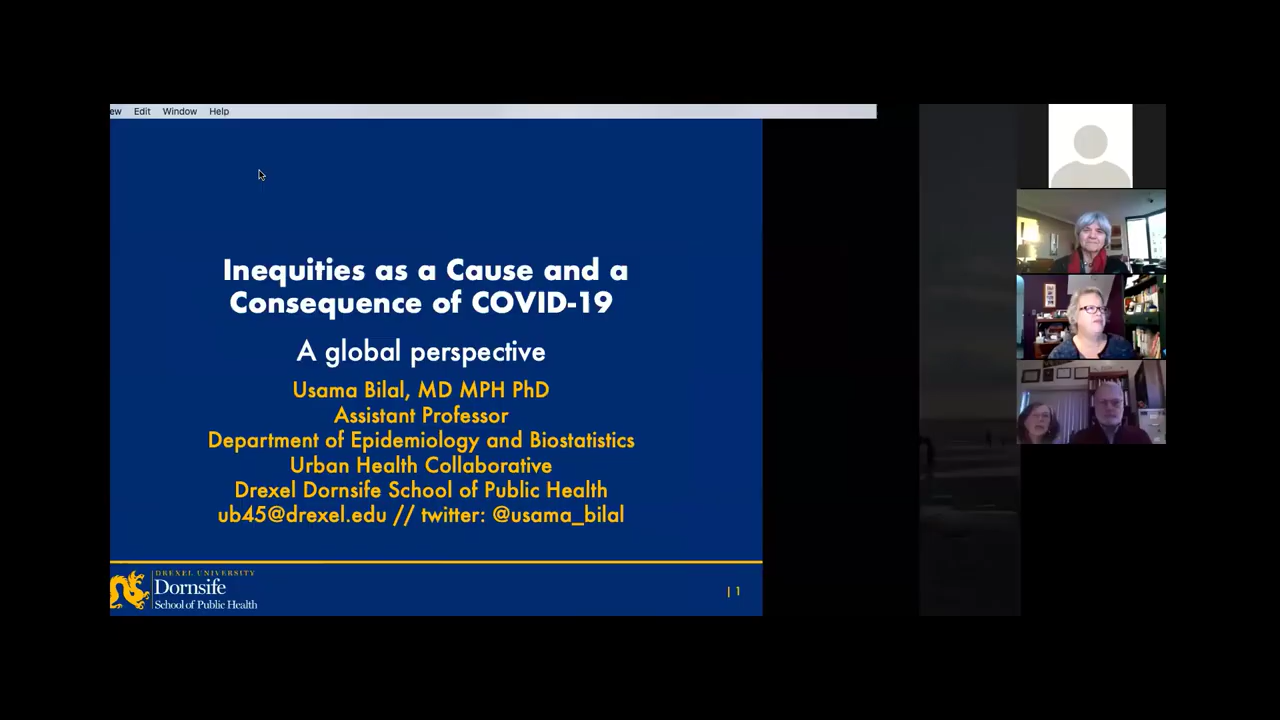 ew Edit Window Help
Inequities as a Cause and a
Consequence of COVID-19
A global perspective
Usama Bilal, MD MPH PhD
Assistant Professor
Department of Epidemiology and Biostatistics
Urban Health Collaborative
Drexel Dornsife School of Public Health
ub45@drexel.edu // twitter: @usama_bilal
DREXEL UNIVERSITY
Dornsife
School of Public Health
| 1